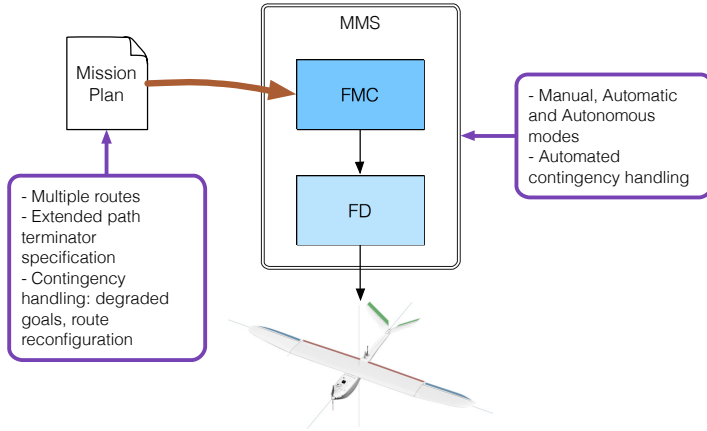 MMS
Mission
Plan
FMC
FD
- Manual, Automatic
and Autonomous
modes
- Automated
contingency handling
- Multiple routes
- Extended path
terminator
specification
- Contingency
handling: degraded
goals, route
reconfiguration